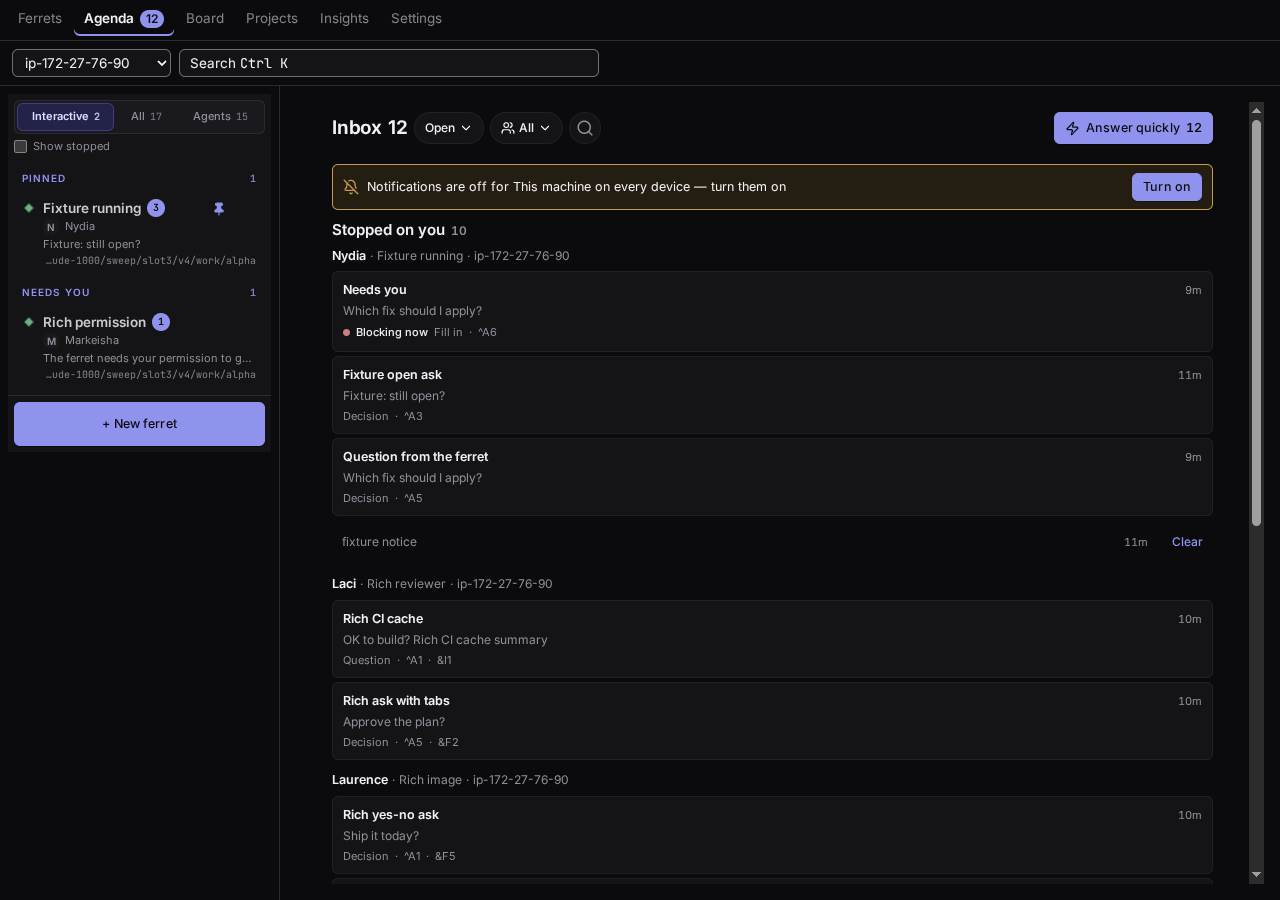 Ferrets Agenda 12 Board Projects Insights Settings
ip-172-27-76-90 Search Ctrl K
Interactive 2 All 17 Agents 15
Show stopped
PINNED 1
Fixture running 3
N Nydia
Fixture: still open?
…ude-1000/sweep/slot3/v4/work/alpha
NEEDS YOU 1
Rich permission 1
M Markeisha
The ferret needs your permission to g…
…ude-1000/sweep/slot3/v4/work/alpha
+ New ferret
Inbox 12 Open All Answer quickly 12
Notifications are off for This machine on every device — turn them on Turn on
Stopped on you 10
Nydia · Fixture running · ip-172-27-76-90
Needs you 9m
Which fix should I apply?
Blocking now Fill in · ^A6
Fixture open ask 11m
Fixture: still open?
Decision · ^A3
Question from the ferret 9m
Which fix should I apply?
Decision · ^A5
fixture notice 11m Clear
Laci · Rich reviewer · ip-172-27-76-90
Rich CI cache 10m
OK to build? Rich CI cache summary
Question · ^A1 · &I1
Rich ask with tabs 10m
Approve the plan?
Decision · ^A5 · &F2
Laurence · Rich image · ip-172-27-76-90
Rich yes-no ask 10m
Ship it today?
Decision · ^A1 · &F5